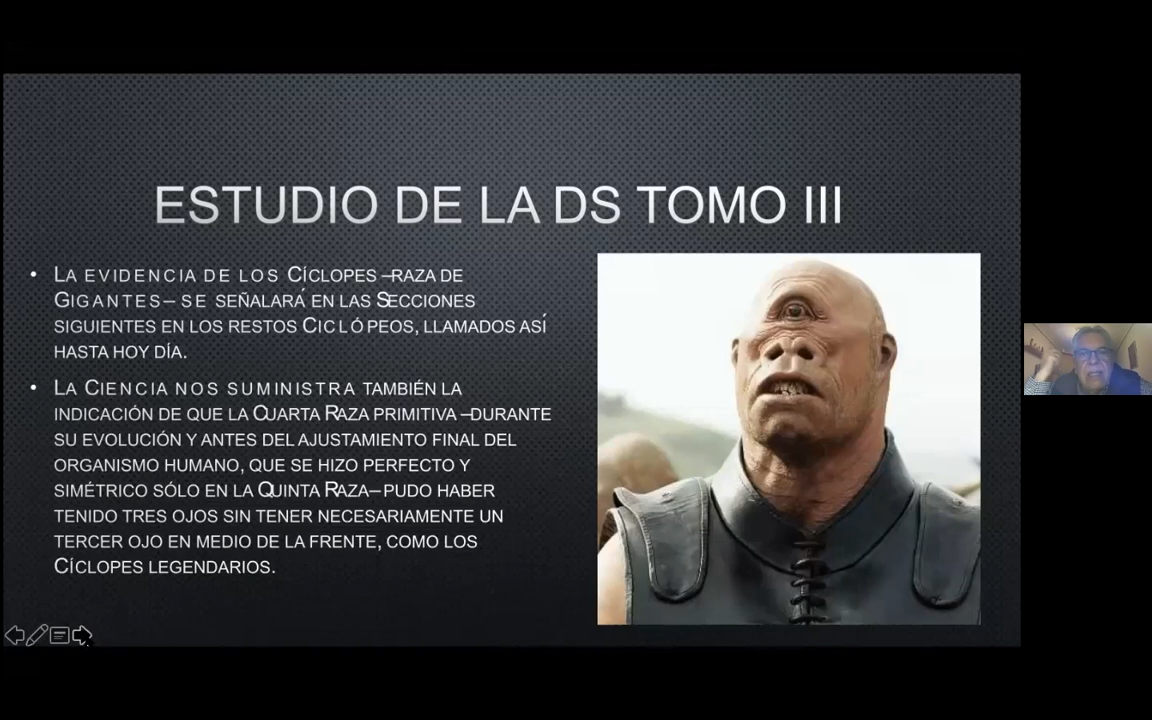 ESTUDIO DE LA DS TOMO III
• LA EVIDENCIA DE LOS CÍCLOPES –RAZA DE
GIGANTES– SE SEÑALARÁ EN LAS SECCIONES
SIGUIENTES EN LOS RESTOS CICLÓPEOS, LLAMADOS ASÍ
HASTA HOY DÍA.
• LA CIENCIA NOS SUMINISTRA TAMBIÉN LA
INDICACIÓN DE QUE LA CUARTA RAZA PRIMITIVA –DURANTE
SU EVOLUCIÓN Y ANTES DEL AJUSTAMIENTO FINAL DEL
ORGANISMO HUMANO, QUE SE HIZO PERFECTO Y
SIMÉTRICO SÓLO EN LA QUINTA RAZA– PUDO HABER
TENIDO TRES OJOS SIN TENER NECESARIAMENTE UN
TERCER OJO EN MEDIO DE LA FRENTE, COMO LOS
CÍCLOPES LEGENDARIOS.